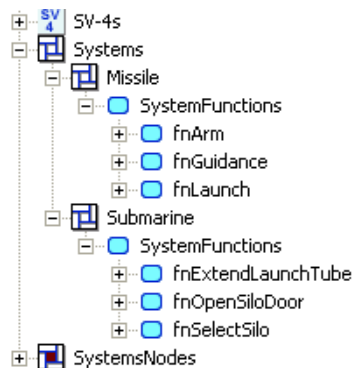 SV 4 SV-4s
Systems
Missile
SystemFunctions
fnArm
fnGuidance
fnLaunch
Submarine
SystemFunctions
fnExtendLaunchTube
fnOpenSiloDoor
fnSelectSilo
SystemsNodes